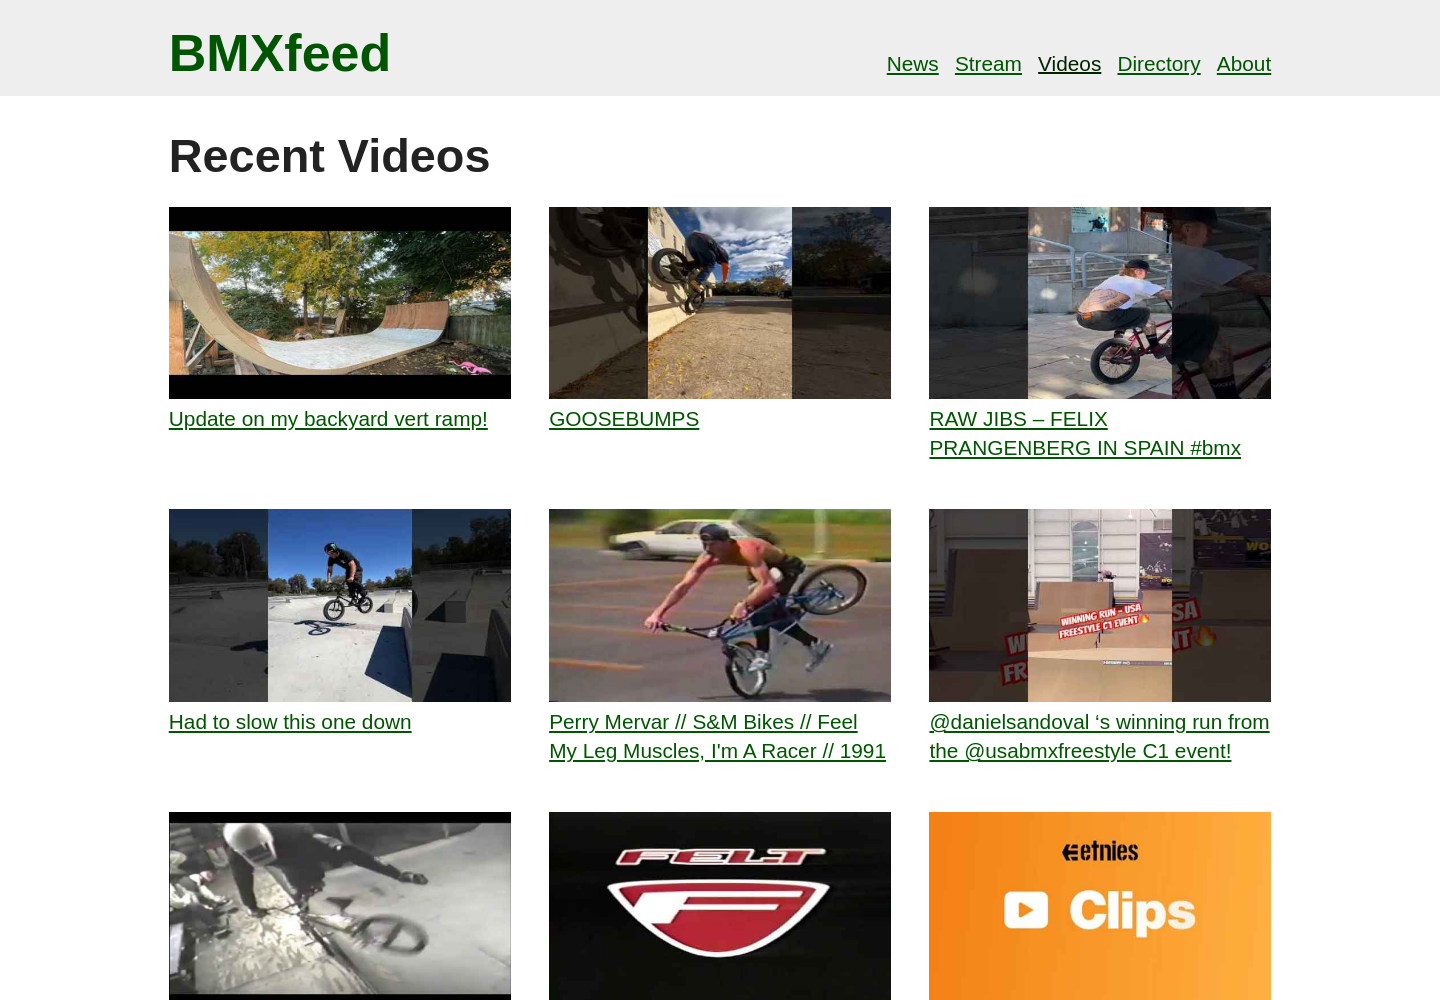 BMXfeed
News Stream Videos Directory About
Recent Videos
Update on my backyard vert ramp!
GOOSEBUMPS
RAW JIBS – FELIX
PRANGENBERG IN SPAIN #bmx
WINNING RUN - USA
FREESTYLE C1 EVENT🔥
Had to slow this one down
Perry Mervar // S&M Bikes // Feel
My Leg Muscles, I'm A Racer // 1991
@danielsandoval ‘s winning run from
the @usabmxfreestyle C1 event!
FELT
etnies
Clips